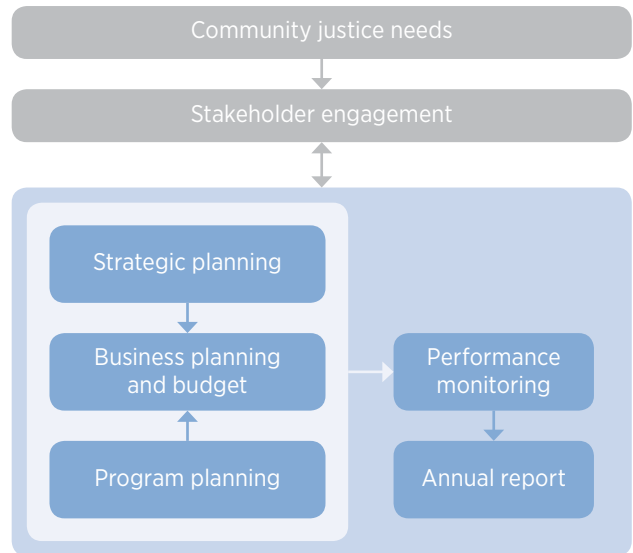 Community justice needs
Stakeholder engagement
Strategic planning
Business planning
and budget
Program planning
Performance
monitoring
Annual report